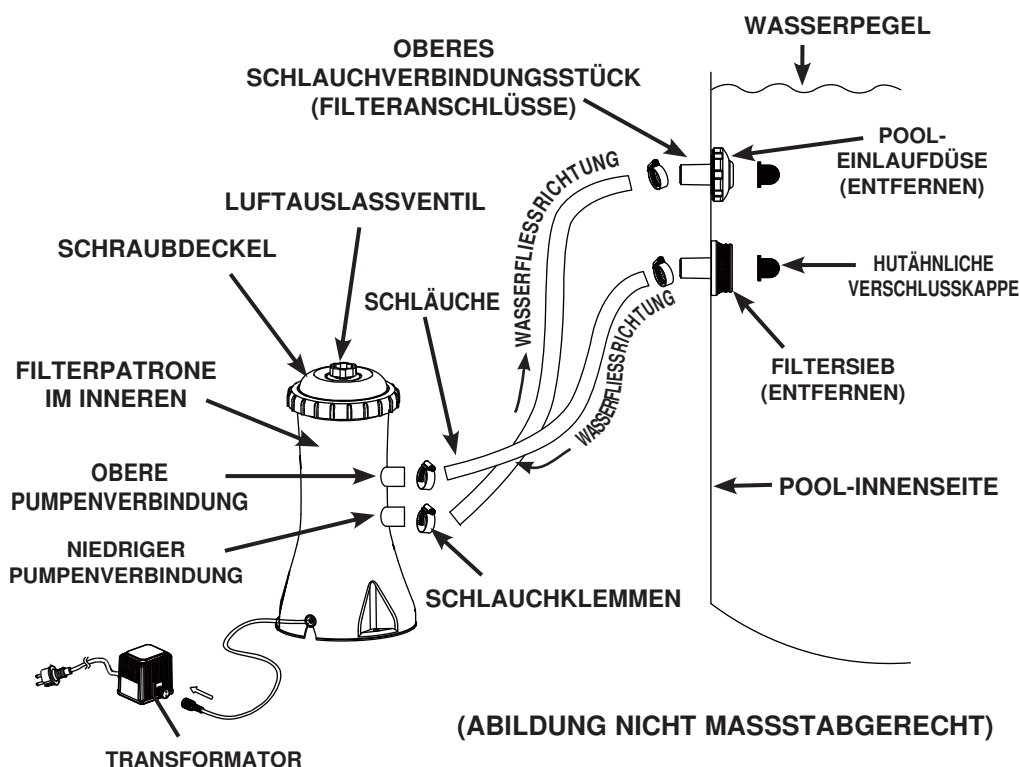 WASSERPEGEL
OBERES
SCHLAUCHVERBINDUNGSSTÜCK
(FILTERANSCHLÜSSE)
POOL-
EINLAUFDÜSE
(ENTFERNEN)
LUFTAUSLASSVENTIL
SCHRAUBDECKEL
WASSERFLIESSRICHTUNG
HUTÄHNLICHE
VERSCHLUSSKAPPE
SCHLÄUCHE
WASSERFLIESSRICHTUNG
FILTERPATRONE
IM INNEREN
FILTERSIEB
(ENTFERNEN)
OBERE
PUMPENVERBINDUNG
POOL-INNENSEITE
NIEDRIGER
PUMPENVERBINDUNG
SCHLAUCHKLEMMEN
(ABILDUNG NICHT MASSSTABGERECHT)
TRANSFORMATOR